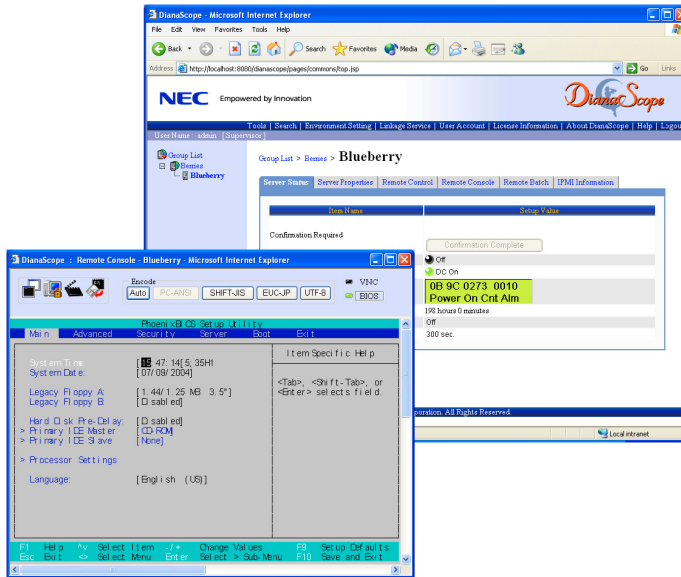 DianaScope - Microsoft Internet Explorer
File Edit View Favorites Tools Help
Back Search Favorites Media
Address http://localhost:8080/dianascope/pages/commons/top.jsp Go Links
NEC Empowered by Innovation DianaScope
Tools | Search | Environment Setting | Linkage Service | User Account | License Information | About DianaScope | Help | Logou
User Name : admin [Supervisor]
Group List
Berries
Blueberry
Group List > Berries > Blueberry
Server Status Server Properties Remote Control Remote Console Remote Batch IPMI Information
Item Name Setup Value
Confirmation Required
Confirmation Complete
Off
DC On
0B 9C 0273 0010
Power On Cnt Alm
198 hours 0 minutes
Off
300 sec.
poration. All Rights Reserved.
Local intranet
DianaScope : Remote Console - Blueberry - Microsoft Internet Explorer
Encode
Auto PC-ANSI SHIFT-JIS EUC-JP UTF-8
VNC
BIOS
PhoenixBIOS Setup Utility
Main Advanced Security Server Boot Exit
Item Specific Help
System Time: [15:47:14[5;35H1
System Date: [07/09/2004]
<Tab>, <Shift-Tab>, or
<Enter> selects field.
Legacy Floppy A: [1.44/1.25 MB 3.5"]
Legacy Floppy B: [Disabled]
Hard Disk Pre-Delay: [Disabled]
> Primary IDE Master [CD-ROM]
> Primary IDE Slave [None]
> Processor Settings
Language: [English (US)]
F1 Help ^v Select Item -/+ Change Values F9 Setup Defaults
Esc Exit <> Select Menu Enter Select > Sub-Menu F10 Save and Exit